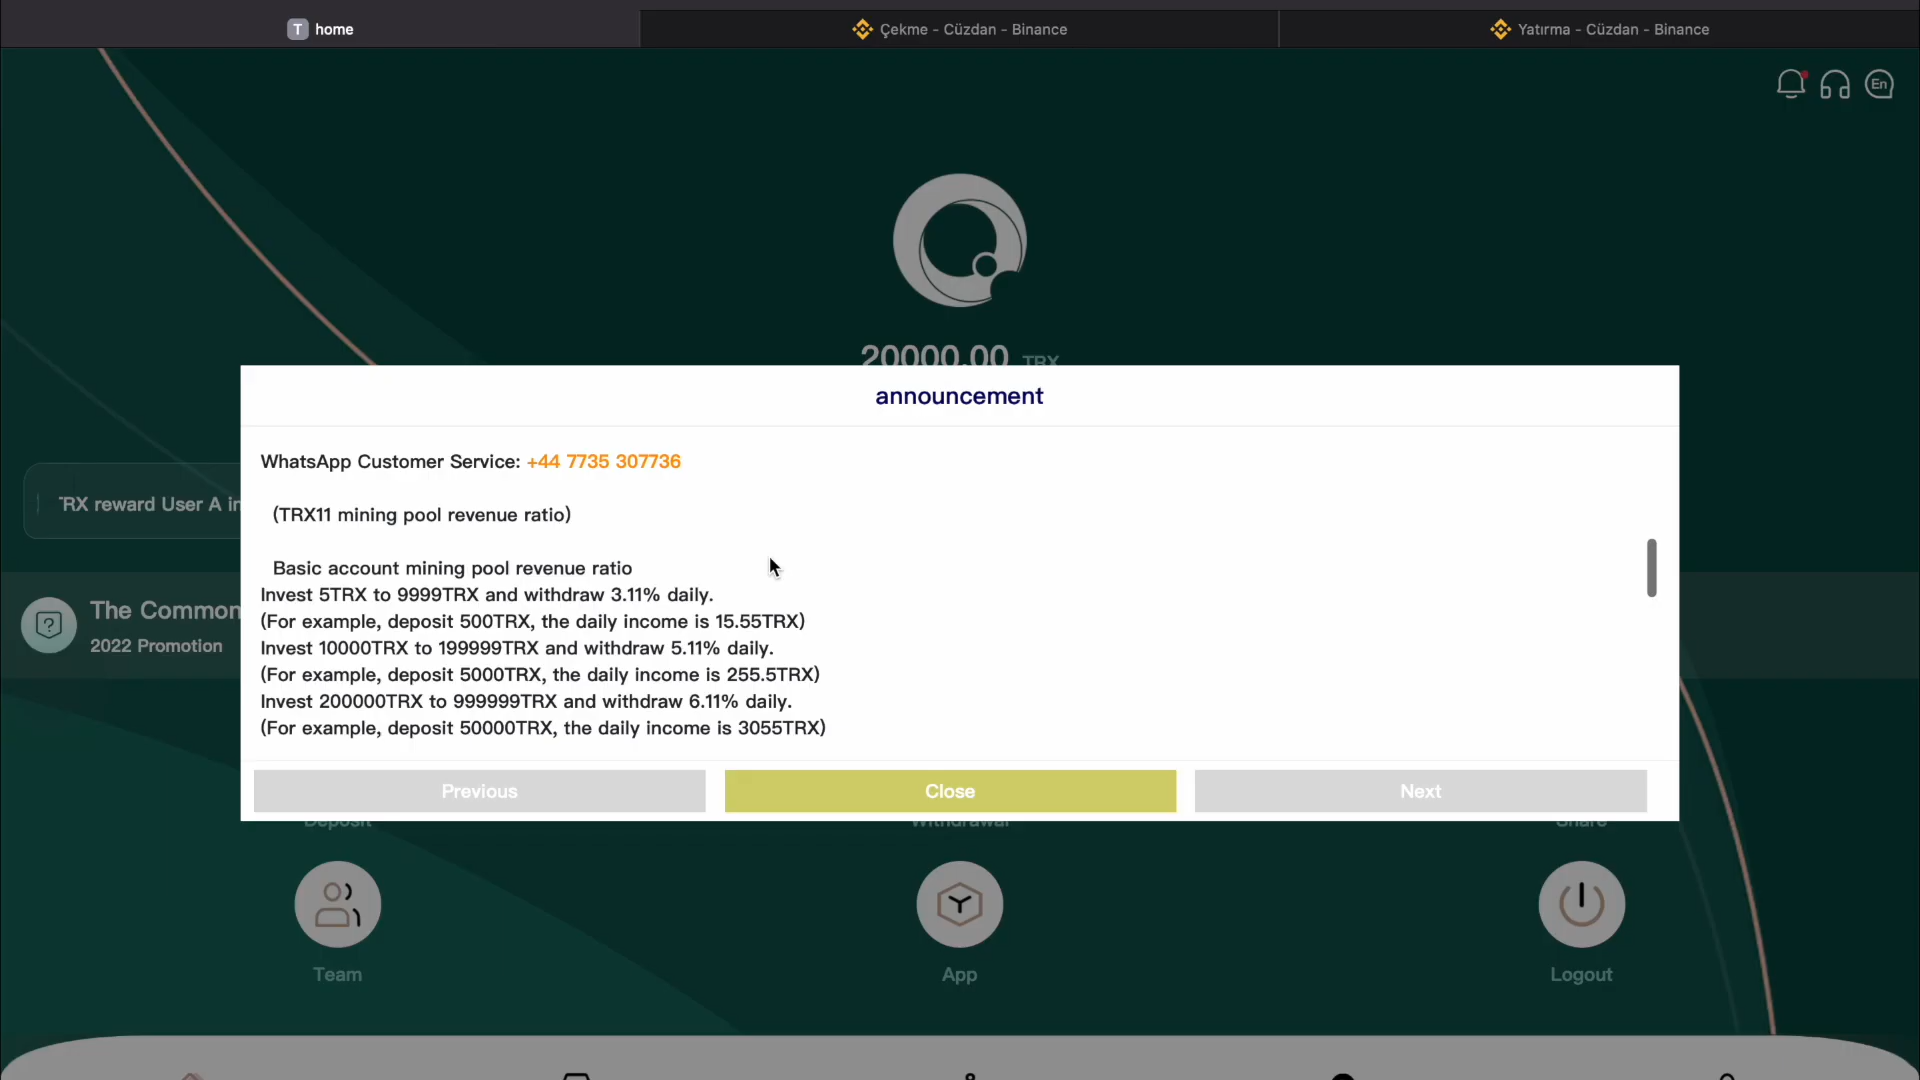 T home
Çekme - Cüzdan - Binance
Yatırma - Cüzdan - Binance
En
20000.00 TRX
announcement
WhatsApp Customer Service: +44 7735 307736
(TRX11 mining pool revenue ratio)
Basic account mining pool revenue ratio
Invest 5TRX to 9999TRX and withdraw 3.11% daily.
(For example, deposit 500TRX, the daily income is 15.55TRX)
Invest 10000TRX to 199999TRX and withdraw 5.11% daily.
(For example, deposit 5000TRX, the daily income is 255.5TRX)
Invest 200000TRX to 999999TRX and withdraw 6.11% daily.
(For example, deposit 50000TRX, the daily income is 3055TRX)
RX reward User A in
The Common
2022 Promotion
Previous
Close
Next
Deposit
Withdrawal
Share
Team
App
Logout